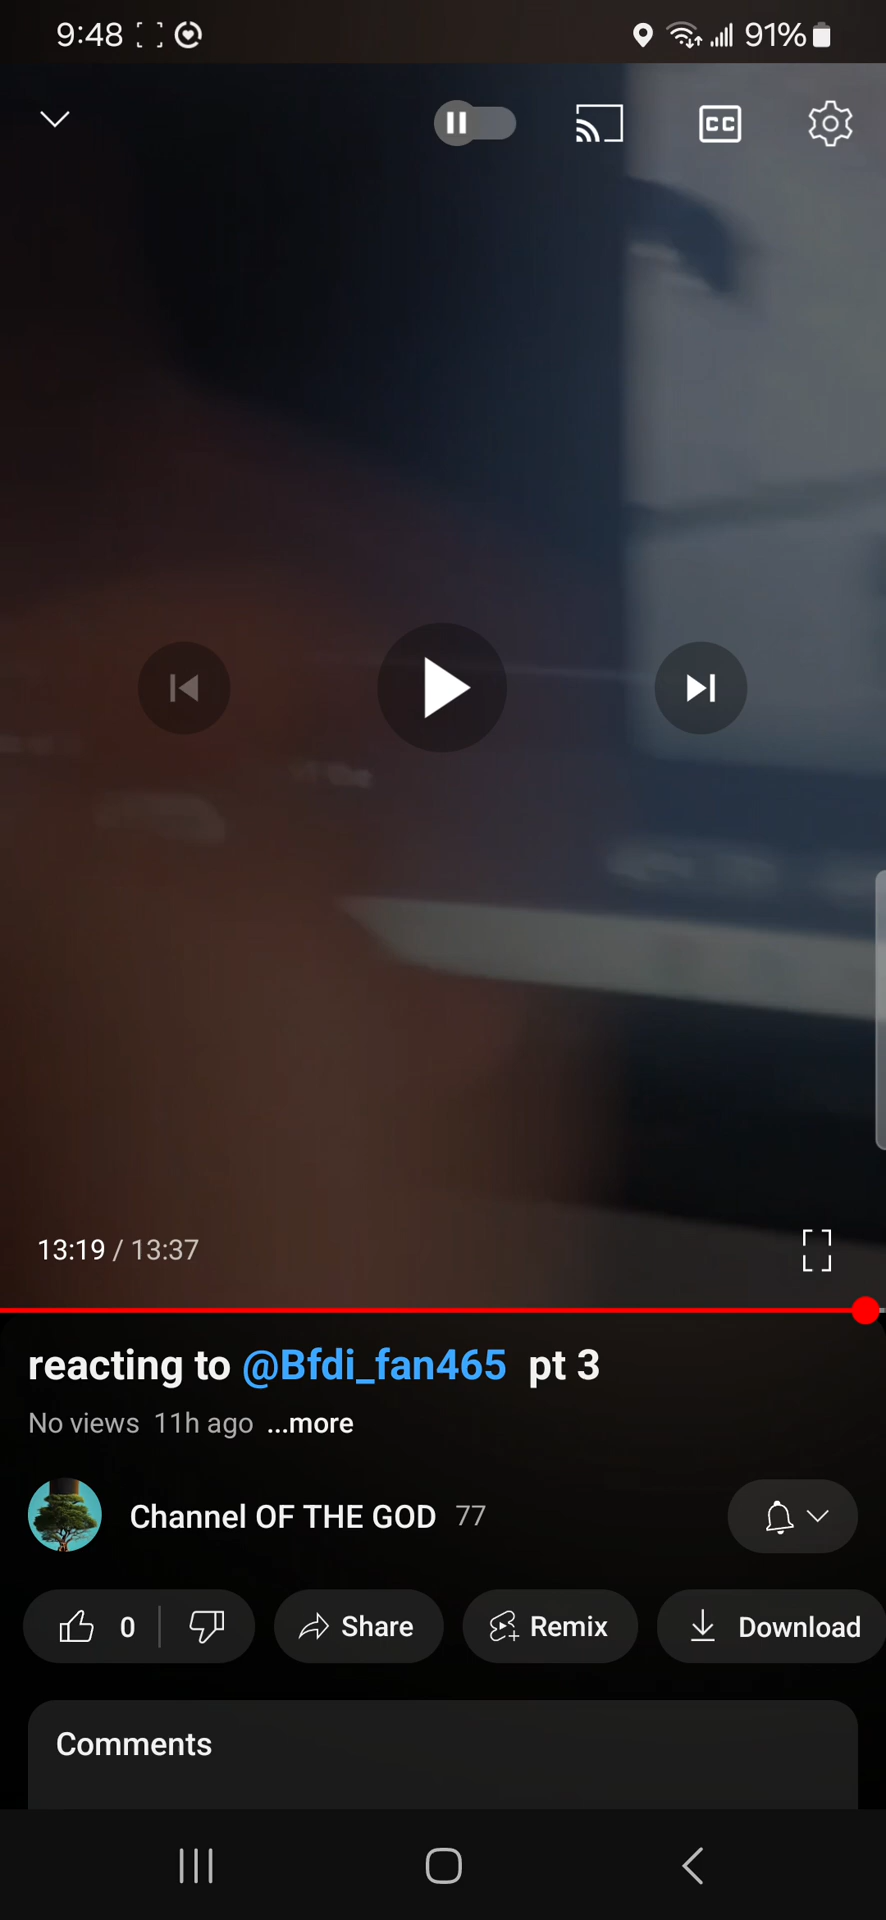 9:48 91%
CC
13:19 / 13:37
reacting to @Bfdi_fan465 pt 3
No views 11h ago ...more
Channel OF THE GOD 77
0 Share Remix Download
Comments